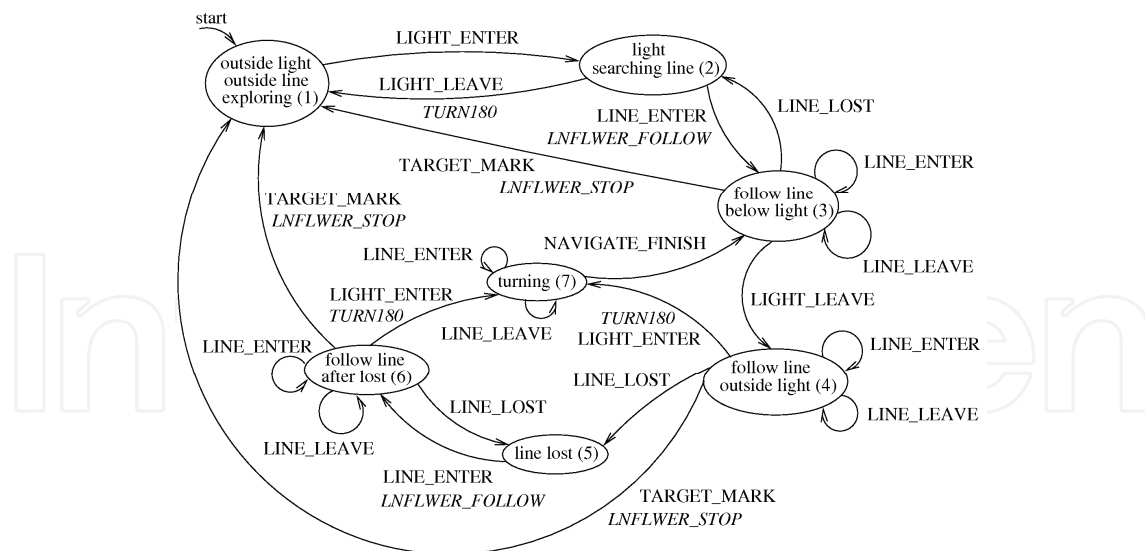 start
LIGHT_ENTER
outside light
outside line
exploring (1)
light
searching line (2)
LIGHT_LEAVE
TURN180
LINE_ENTER
LNFLWER_FOLLOW
LINE_LOST
TARGET_MARK
LNFLWER_STOP
LINE_ENTER
follow line
below light (3)
LINE_LEAVE
TARGET_MARK
LNFLWER_STOP
LINE_ENTER
NAVIGATE_FINISH
turning (7)
LIGHT_ENTER
TURN180
LINE_LEAVE
TURN180
LIGHT_ENTER
LIGHT_LEAVE
LINE_ENTER
follow line
after lost (6)
LINE_LOST
follow line
outside light (4)
LINE_ENTER
LINE_LEAVE
LINE_LOST
LINE_LEAVE
line lost (5)
LINE_ENTER
LNFLWER_FOLLOW
TARGET_MARK
LNFLWER_STOP
In
en